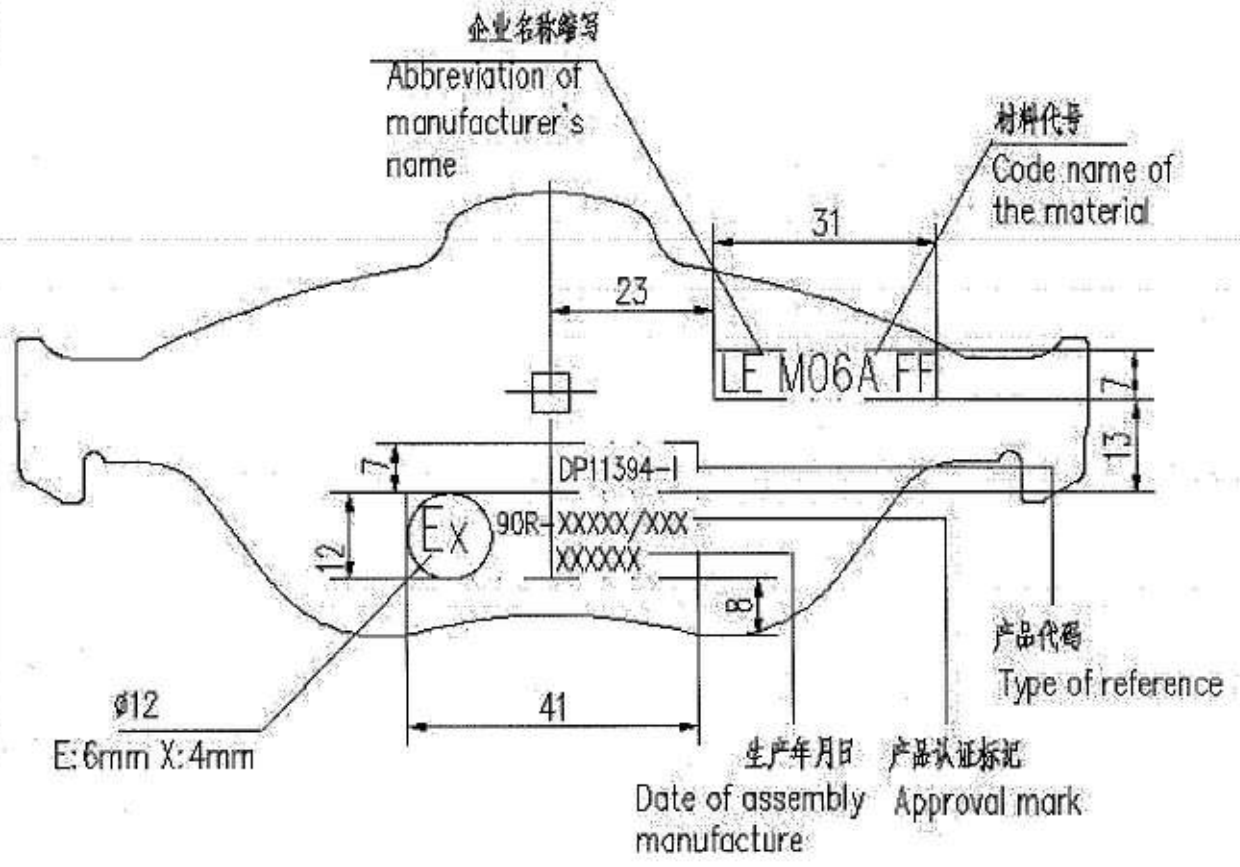 企业名称缩写
Abbreviation of
manufacturer's
name
材料代号
Code name of
the material
31
23
LE M06A FF
7
13
7
DP11394-1
12
Ex
90R-XXXXX/XXX
XXXXXX
8
产品代码
Type of reference
ø12
E:6mm X:4mm
41
生产年月日
Date of assembly
manufacture
产品认证标记
Approval mark